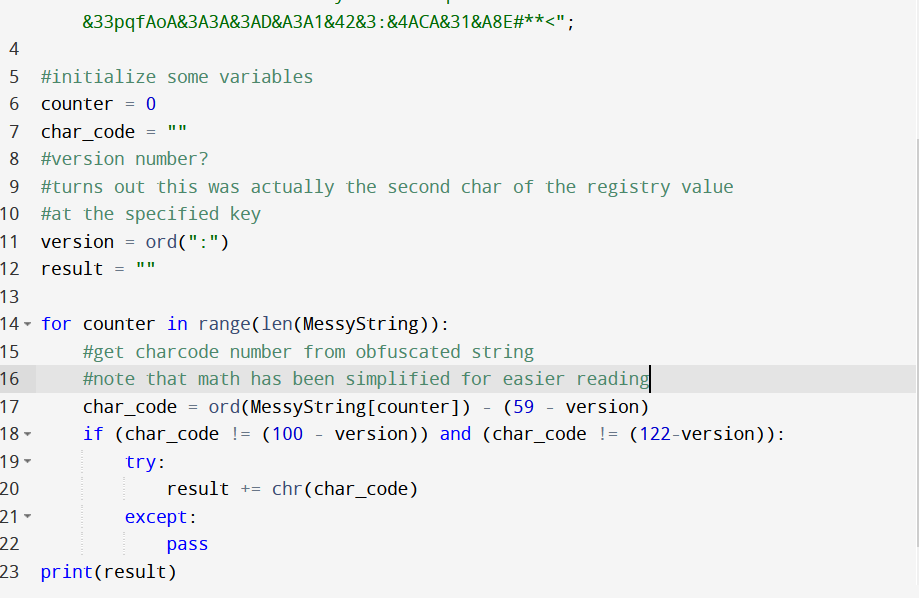 &33pqfAoA&3A3A&3AD&A3A1&42&3:&4ACA&31&A8E#**<";
4
5 #initialize some variables
6 counter = 0
7 char_code = ""
8 #version number?
9 #turns out this was actually the second char of the registry value
10 #at the specified key
11 version = ord(":")
12 result = ""
13
14 for counter in range(len(MessyString)):
15 #get charcode number from obfuscated string
16 #note that math has been simplified for easier reading
17 char_code = ord(MessyString[counter]) - (59 - version)
18 if (char_code != (100 - version)) and (char_code != (122-version)):
19 try:
20 result += chr(char_code)
21 except:
22 pass
23 print(result)